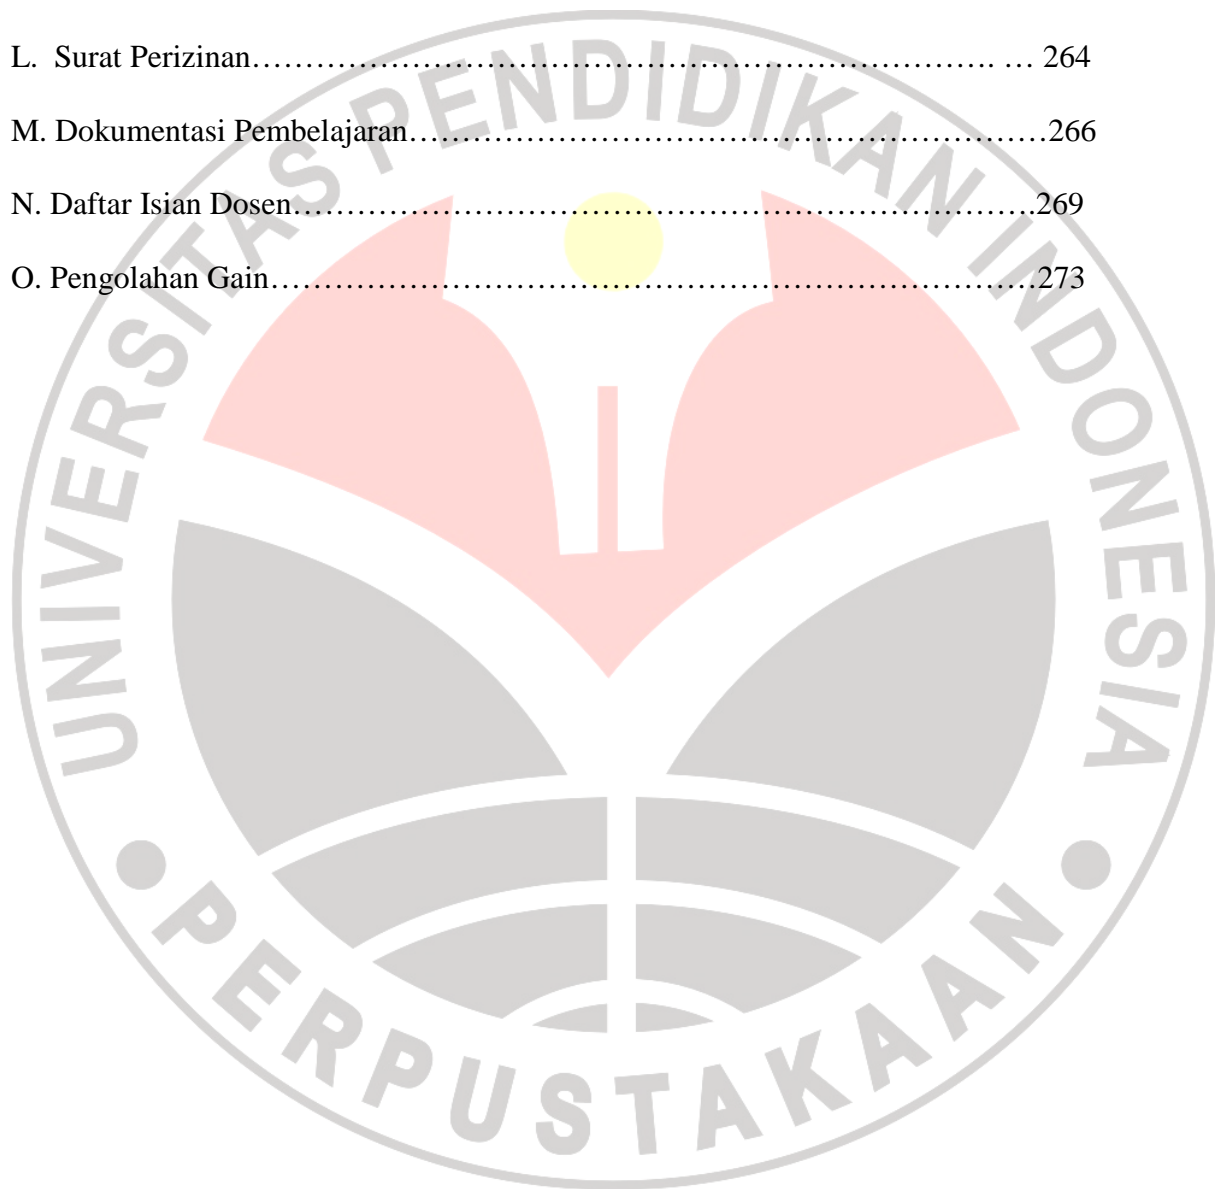 L. Surat Perizinan……………………………………………………………. … 264
M. Dokumentasi Pembelajaran……………………………………………………266
N. Daftar Isian Dosen…………………………………………………………….269
O. Pengolahan Gain………………………………………………………………273
UNIVERSITAS PENDIDIKAN INDONESIA
PERPUSTAKAAN